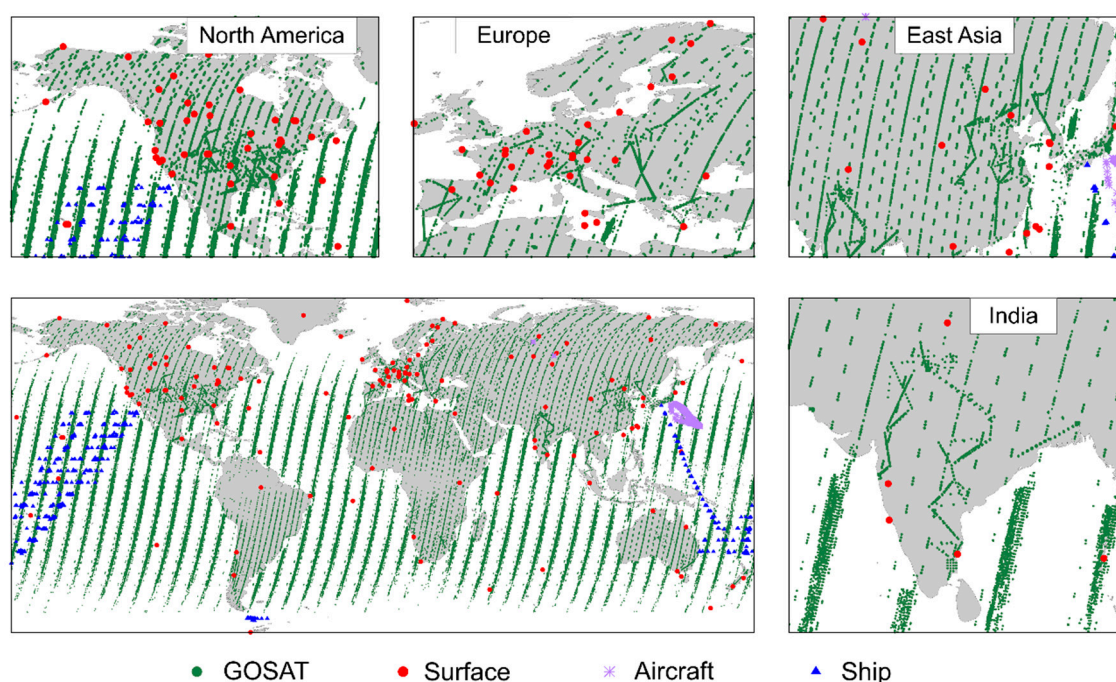 North America
Europe
East Asia
India
GOSAT
Surface
Aircraft
Ship